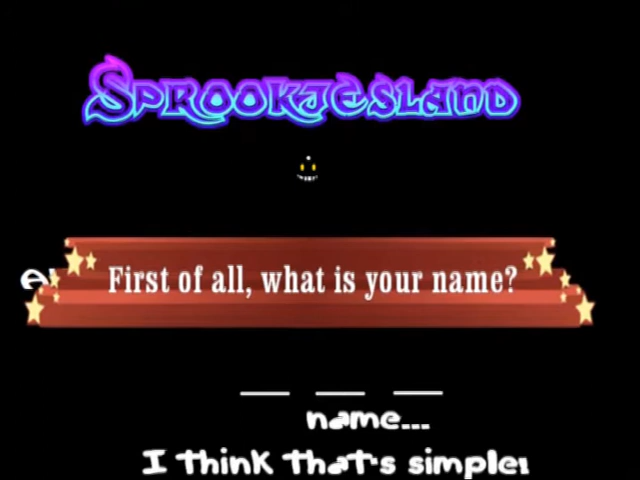 Sprookjesland
First of all, what is your name?
name...
I think that's simple